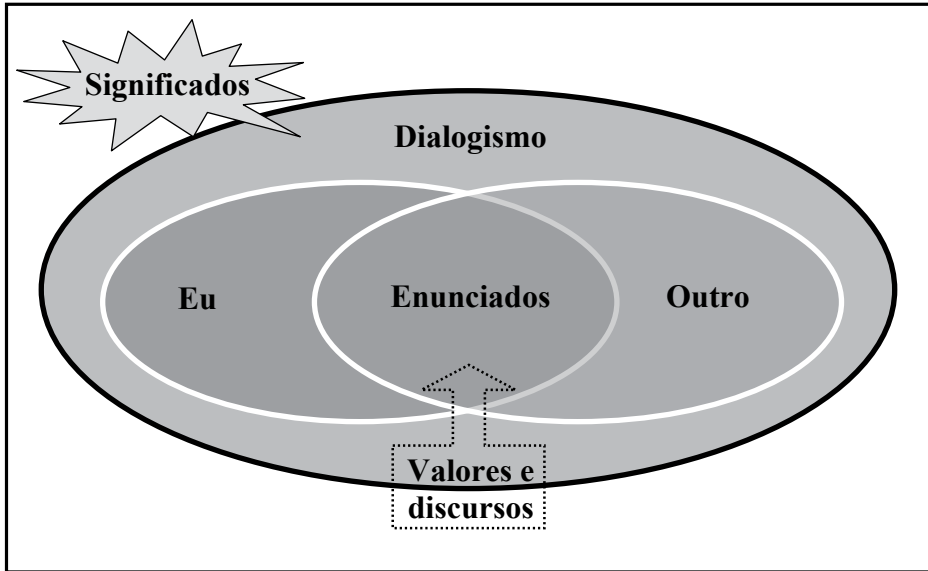 Significados
Dialogismo
Eu
Enunciados
Outro
Valores e
discursos